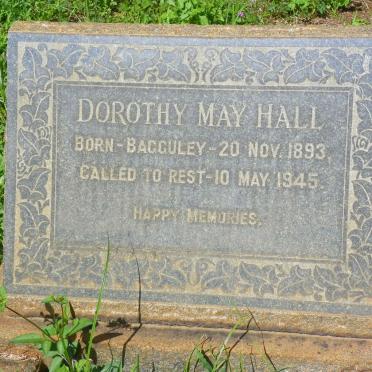 DOROTHY MAY HALL
BORN-BAGGULEY-20 NOV. 1893.
CALLED TO REST-10 MAY 1945.
HAPPY MEMORIES.